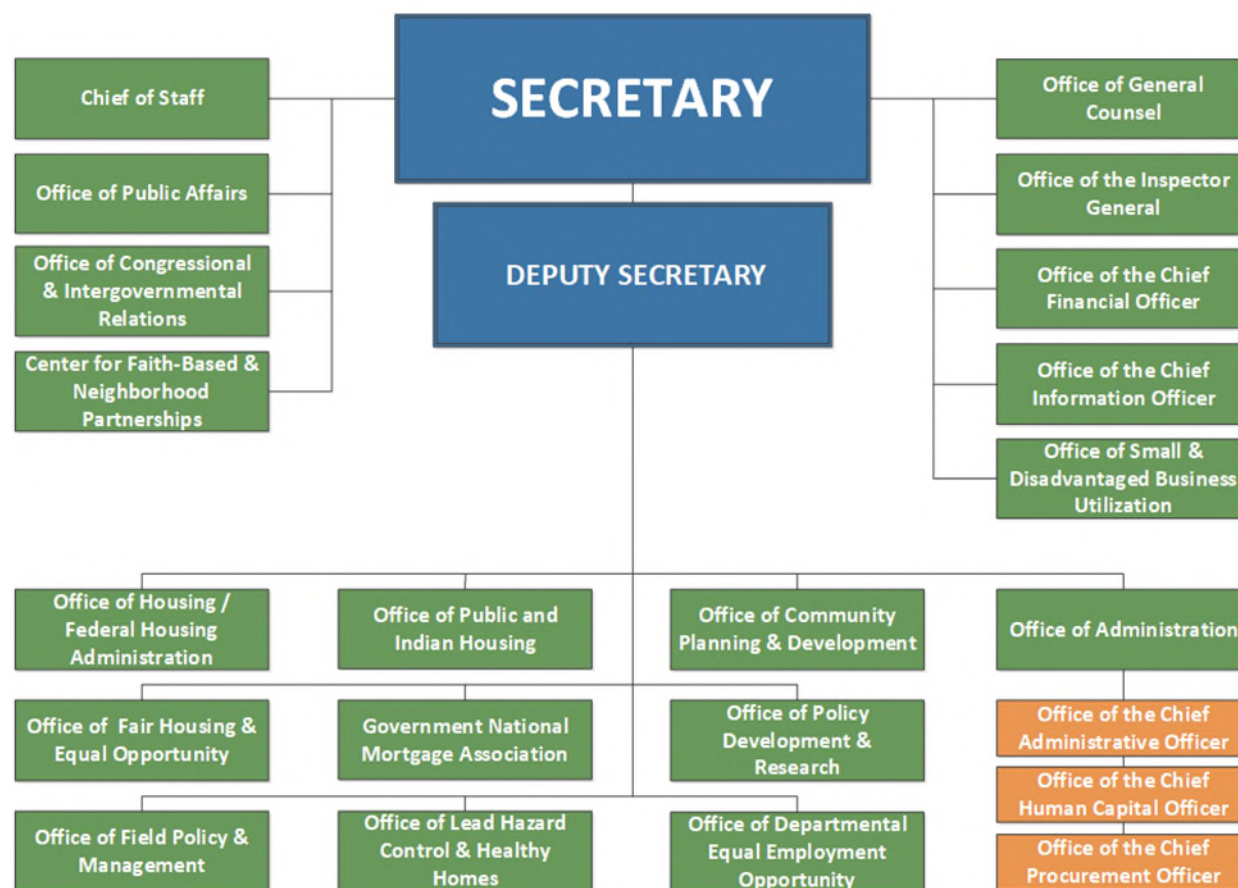 SECRETARY
DEPUTY SECRETARY
Chief of Staff
Office of Public Affairs
Office of Congressional
& Intergovernmental
Relations
Center for Faith-Based &
Neighborhood
Partnerships
Office of General
Counsel
Office of the Inspector
General
Office of the Chief
Financial Officer
Office of the Chief
Information Officer
Office of Small &
Disadvantaged Business
Utilization
Office of Housing /
Federal Housing
Administration
Office of Public and
Indian Housing
Office of Community
Planning & Development
Office of Administration
Office of Fair Housing &
Equal Opportunity
Government National
Mortgage Association
Office of Policy
Development &
Research
Office of the Chief
Administrative Officer
Office of the Chief
Human Capital Officer
Office of Field Policy &
Management
Office of Lead Hazard
Control & Healthy
Homes
Office of Departmental
Equal Employment
Opportunity
Office of the Chief
Procurement Officer